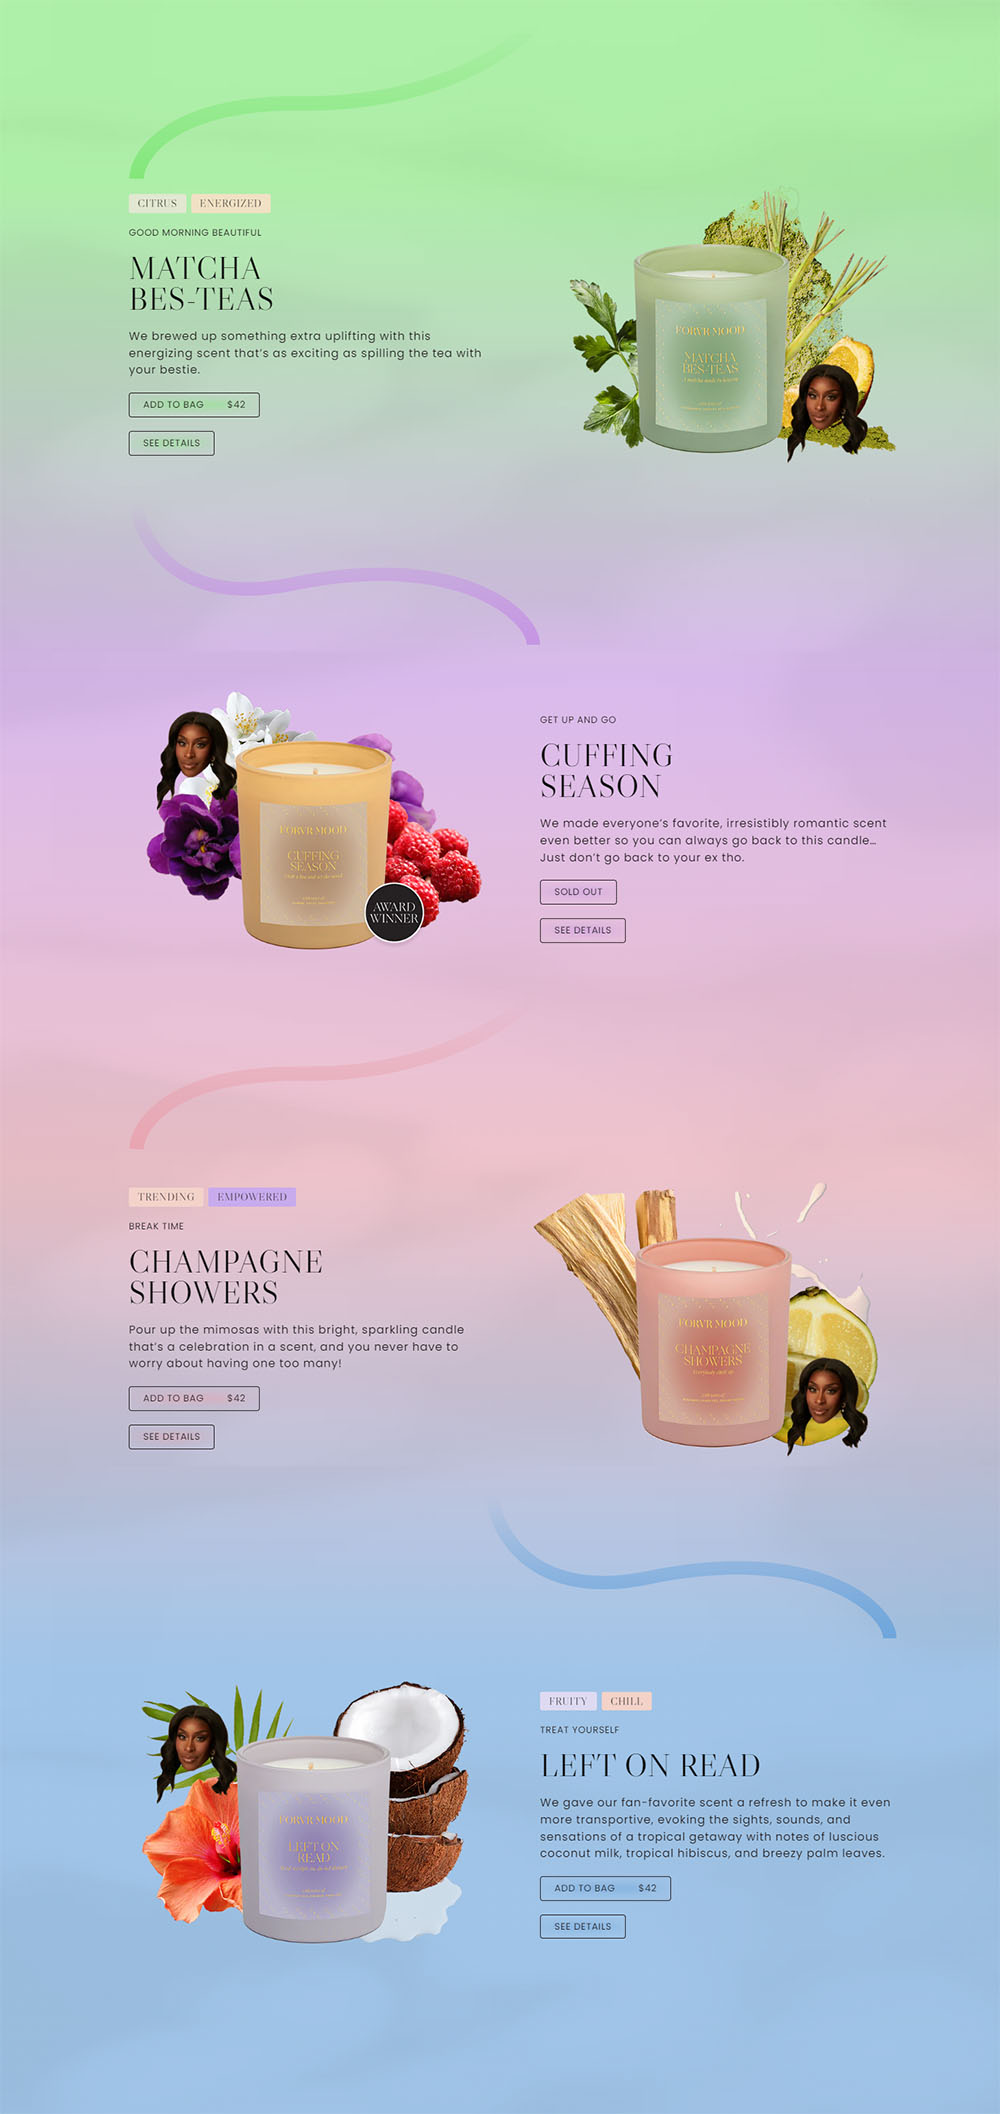 CITRUS ENERGIZED
GOOD MORNING BEAUTIFUL
MATCHA
BES-TEAS
We brewed up something extra uplifting with this
energizing scent that's as exciting as spilling the tea with
your bestie.
ADD TO BAG $42
SEE DETAILS
FORVR MOOD
MATCHA
BES-TEAS
GET UP AND GO
CUFFING
SEASON
We made everyone's favorite, irresistibly romantic scent
even better so you can always go back to this candle…
Just don't go back to your ex tho.
SOLD OUT
SEE DETAILS
FORVR MOOD
CUFFING
SEASON
AWARD
WINNER
TRENDING EMPOWERED
BREAK TIME
CHAMPAGNE
SHOWERS
Pour up the mimosas with this bright, sparkling candle
that's a celebration in a scent, and you never have to
worry about having one too many!
ADD TO BAG $42
SEE DETAILS
FORVR MOOD
CHAMPAGNE
SHOWERS
FRUITY CHILL
TREAT YOURSELF
LEFT ON READ
We gave our fan-favorite scent a refresh to make it even
more transportive, evoking the sights, sounds, and
sensations of a tropical getaway with notes of luscious
coconut milk, tropical hibiscus, and breezy palm leaves.
ADD TO BAG $42
SEE DETAILS
FORVR MOOD
LEFT ON
READ